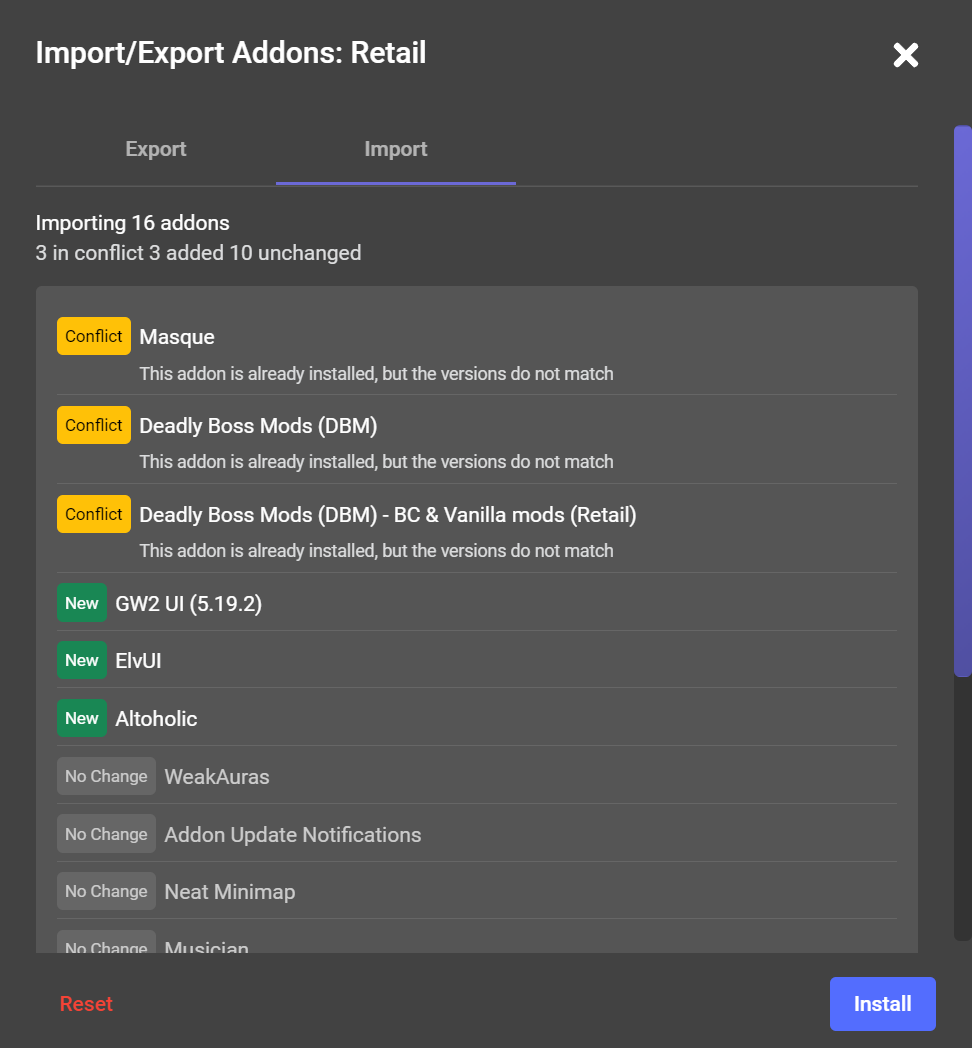 Import/Export Addons: Retail
Export
Import
Importing 16 addons
3 in conflict 3 added 10 unchanged
Conflict Masque
This addon is already installed, but the versions do not match
Conflict Deadly Boss Mods (DBM)
This addon is already installed, but the versions do not match
Conflict Deadly Boss Mods (DBM) - BC & Vanilla mods (Retail)
This addon is already installed, but the versions do not match
New GW2 UI (5.19.2)
New ElvUI
New Altoholic
No Change WeakAuras
No Change Addon Update Notifications
No Change Neat Minimap
No Change Musician
Reset
Install